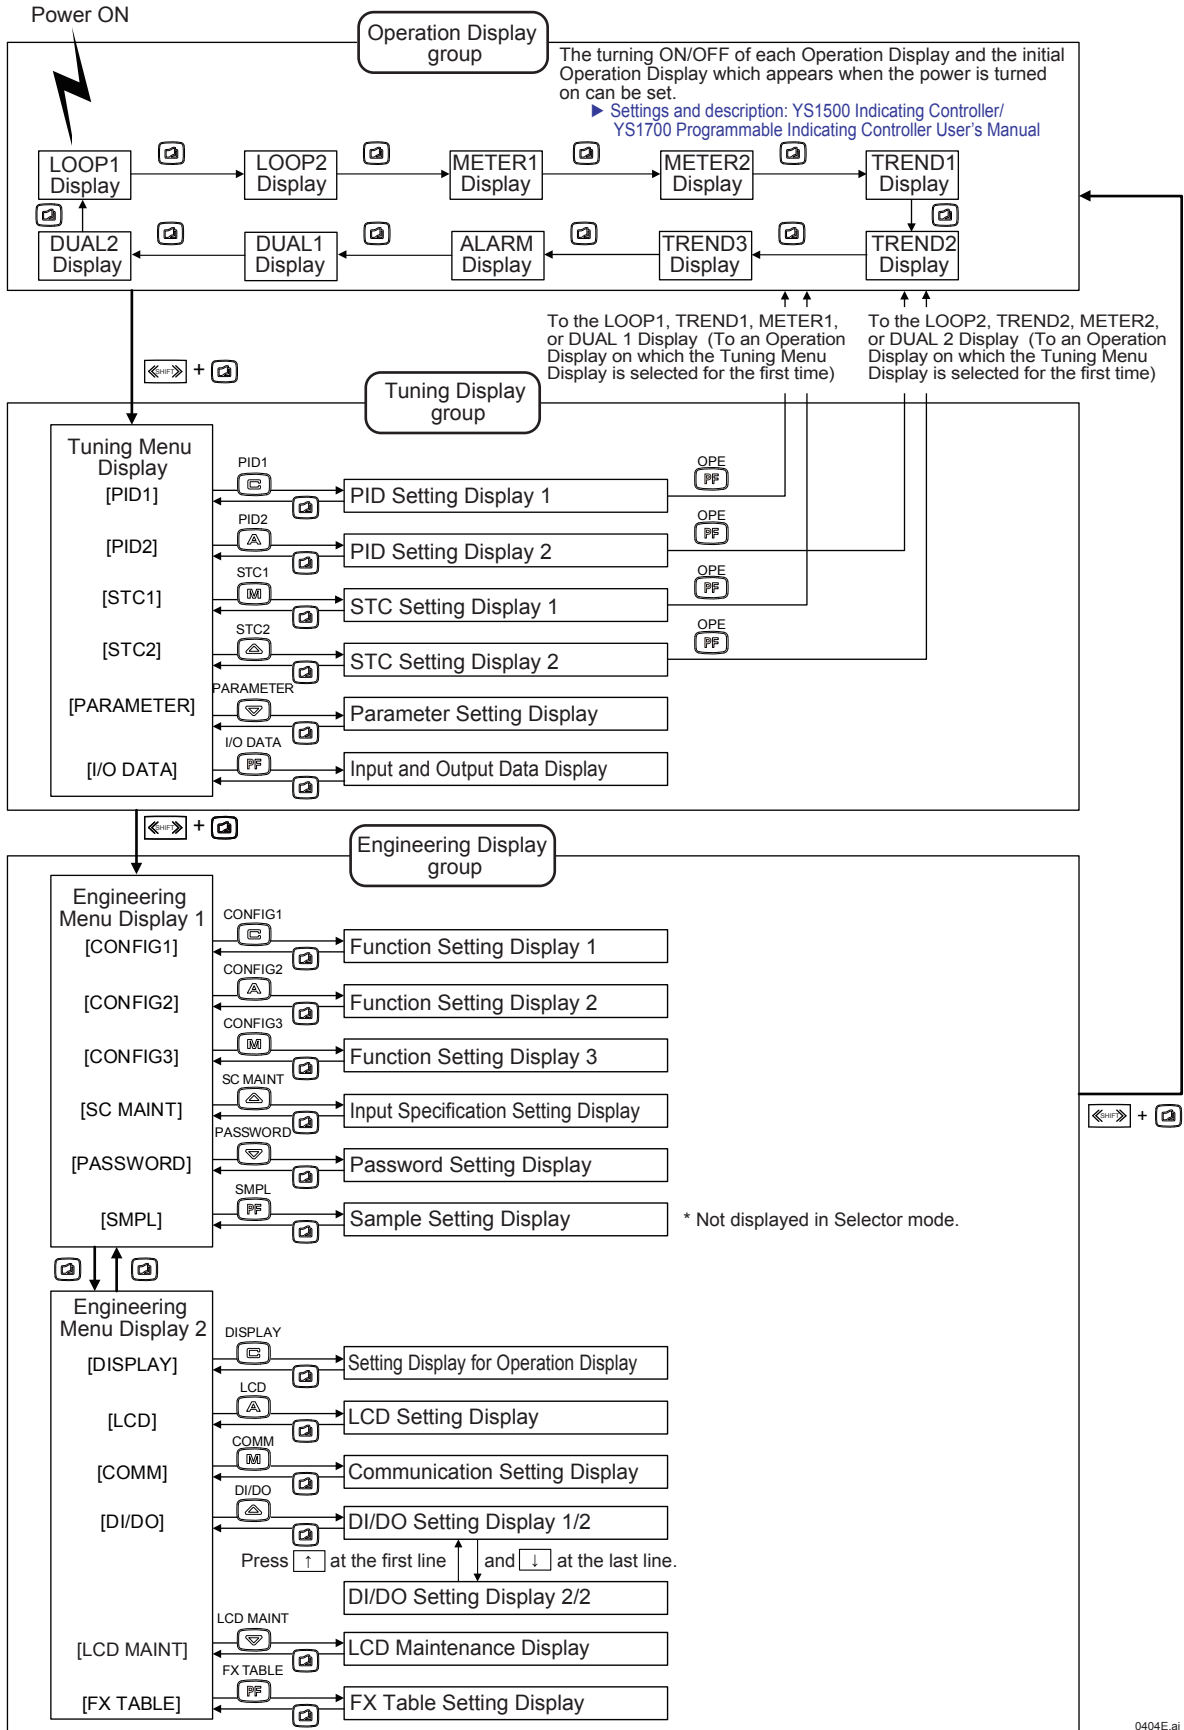 Power ON
Operation Display
group
The turning ON/OFF of each Operation Display and the initial
Operation Display which appears when the power is turned
on can be set.
▶ Settings and description: YS1500 Indicating Controller/
YS1700 Programmable Indicating Controller User's Manual
LOOP1
Display
LOOP2
Display
METER1
Display
METER2
Display
TREND1
Display
DUAL2
Display
DUAL1
Display
ALARM
Display
TREND3
Display
TREND2
Display
To the LOOP1, TREND1, METER1,
or DUAL 1 Display (To an Operation
Display on which the Tuning Menu
Display is selected for the first time)
To the LOOP2, TREND2, METER2,
or DUAL 2 Display (To an Operation
Display on which the Tuning Menu
Display is selected for the first time)
SHIFT +
Tuning Display
group
Tuning Menu
Display
[PID1]
PID1
C
PID Setting Display 1
OPE
PF
[PID2]
PID2
A
PID Setting Display 2
OPE
PF
[STC1]
STC1
M
STC Setting Display 1
OPE
PF
[STC2]
STC2
STC Setting Display 2
OPE
PF
[PARAMETER]
PARAMETER
Parameter Setting Display
[I/O DATA]
I/O DATA
PF
Input and Output Data Display
SHIFT +
Engineering Display
group
Engineering
Menu Display 1
[CONFIG1]
CONFIG1
C
Function Setting Display 1
[CONFIG2]
CONFIG2
A
Function Setting Display 2
[CONFIG3]
CONFIG3
M
Function Setting Display 3
[SC MAINT]
SC MAINT
Input Specification Setting Display
SHIFT +
[PASSWORD]
PASSWORD
Password Setting Display
[SMPL]
SMPL
PF
Sample Setting Display
* Not displayed in Selector mode.
Engineering
Menu Display 2
[DISPLAY]
DISPLAY
C
Setting Display for Operation Display
[LCD]
LCD
A
LCD Setting Display
[COMM]
COMM
M
Communication Setting Display
[DI/DO]
DI/DO
DI/DO Setting Display 1/2
Press ↑ at the first line and ↓ at the last line.
DI/DO Setting Display 2/2
[LCD MAINT]
LCD MAINT
LCD Maintenance Display
[FX TABLE]
FX TABLE
PF
FX Table Setting Display
0404E.ai